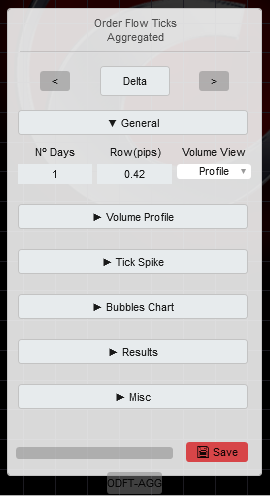 Order Flow Ticks
Aggregated
< Delta >
▼ General
Nº Days Row(pips) Volume View
1 0.42 Profile ▼
► Volume Profile
► Tick Spike
► Bubbles Chart
► Results
► Misc
Save
ODFT-AGG